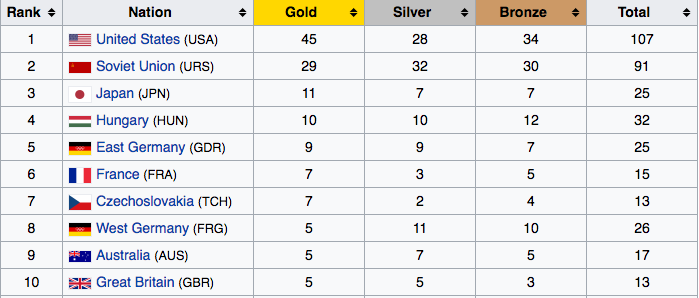 Rank Nation Gold Silver Bronze Total
1 United States (USA) 45 28 34 107
2 Soviet Union (URS) 29 32 30 91
3 Japan (JPN) 11 7 7 25
4 Hungary (HUN) 10 10 12 32
5 East Germany (GDR) 9 9 7 25
6 France (FRA) 7 3 5 15
7 Czechoslovakia (TCH) 7 2 4 13
8 West Germany (FRG) 5 11 10 26
9 Australia (AUS) 5 7 5 17
10 Great Britain (GBR) 5 5 3 13